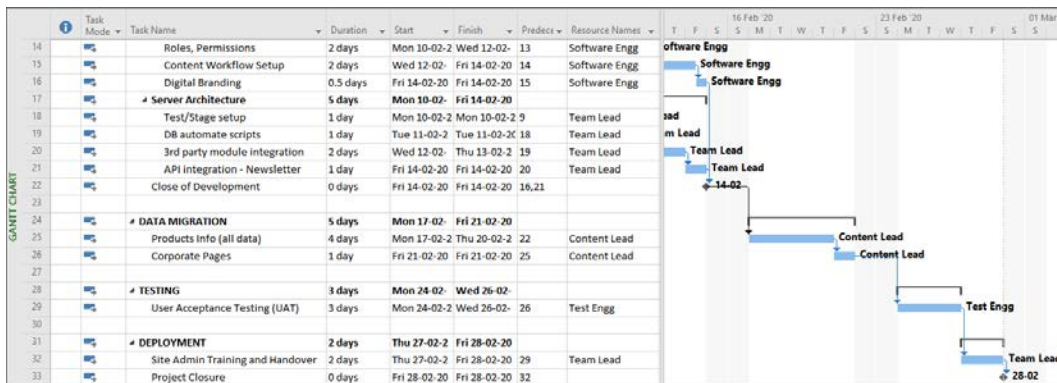 16 Feb '20 23 Feb '20 01 Mar
Task Mode Task Name Duration Start Finish Predece Resource Names T F S S M T W T F S S M T W T F S S
14 Roles, Permissions 2 days Mon 10-02-2 Wed 12-02- 13 Software Engg oftware Engg
15 Content Workflow Setup 2 days Wed 12-02- Fri 14-02-20 14 Software Engg Software Engg
16 Digital Branding 0.5 days Fri 14-02-20 Fri 14-02-20 15 Software Engg Software Engg
17 Server Architecture 5 days Mon 10-02- Fri 14-02-20
18 Test/Stage setup 1 day Mon 10-02-2 Mon 10-02-2 9 Team Lead ead
19 DB automate scripts 1 day Tue 11-02-2 Tue 11-02-2( 18 Team Lead m Lead
20 3rd party module integration 2 days Wed 12-02- Thu 13-02-2 19 Team Lead Team Lead
21 API integration - Newsletter 1 day Fri 14-02-20 Fri 14-02-20 20 Team Lead Team Lead
22 Close of Development 0 days Fri 14-02-20 Fri 14-02-20 16,21 14-02
23
24 DATA MIGRATION 5 days Mon 17-02- Fri 21-02-20
25 Products Info (all data) 4 days Mon 17-02-2 Thu 20-02-2 22 Content Lead Content Lead
26 Corporate Pages 1 day Fri 21-02-20 Fri 21-02-20 25 Content Lead Content Lead
27
28 TESTING 3 days Mon 24-02- Wed 26-02-
29 User Acceptance Testing (UAT) 3 days Mon 24-02-2 Wed 26-02- 26 Test Engg Test Engg
30
31 DEPLOYMENT 2 days Thu 27-02-2 Fri 28-02-20
32 Site Admin Training and Handover 2 days Thu 27-02-2 Fri 28-02-20 29 Team Lead Team Lead
33 Project Closure 0 days Fri 28-02-20 Fri 28-02-20 32 28-02
GANTT CHART